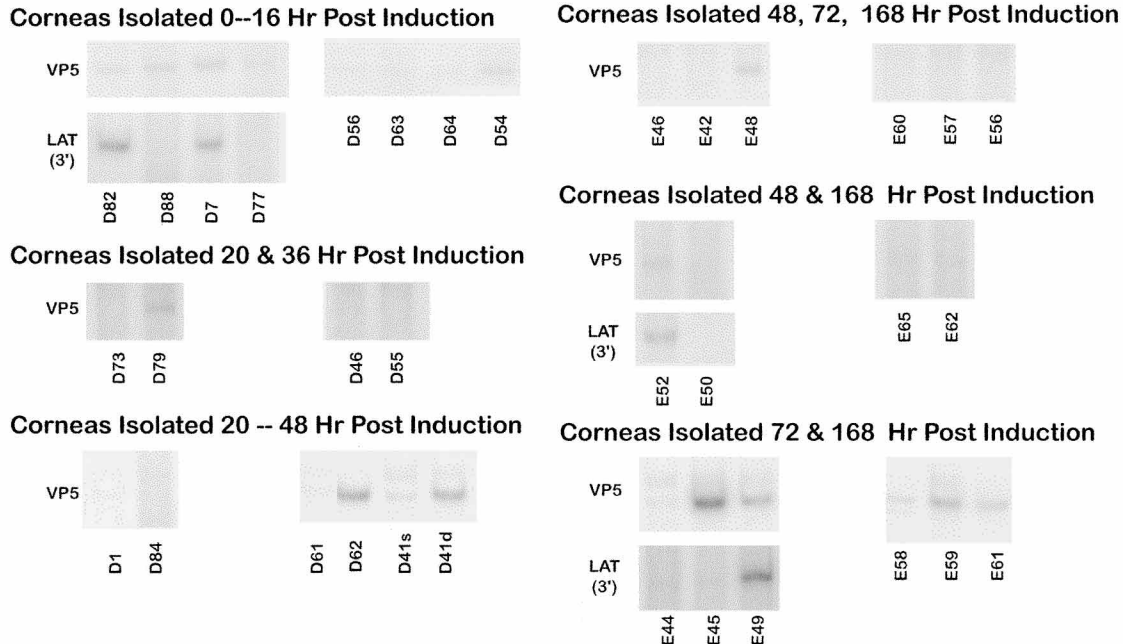 Corneas Isolated 0--16 Hr Post Induction
VP5
D56 D63 D64 D54
LAT
(3')
D82 D88 D7 D77
Corneas Isolated 20 & 36 Hr Post Induction
VP5
D73 D79 D46 D55
Corneas Isolated 20 -- 48 Hr Post Induction
VP5
D1 D84 D61 D62 D41s D41d
Corneas Isolated 48, 72, 168 Hr Post Induction
VP5
E46 E42 E48 E60 E57 E56
Corneas Isolated 48 & 168 Hr Post Induction
VP5
E65 E62
LAT
(3')
E52 E50
Corneas Isolated 72 & 168 Hr Post Induction
VP5
E58 E59 E61
LAT
(3')
E44 E45 E49